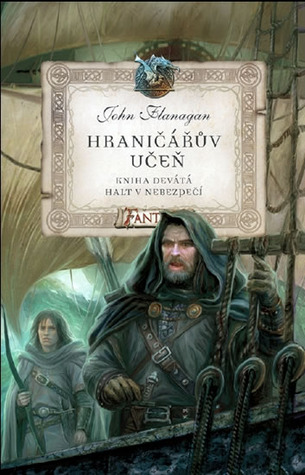 John Flanagan
HRANIČÁŘŮV
UČEŇ
KNIHA DEVÁTÁ
HALT V NEBEZPEČÍ
FANT